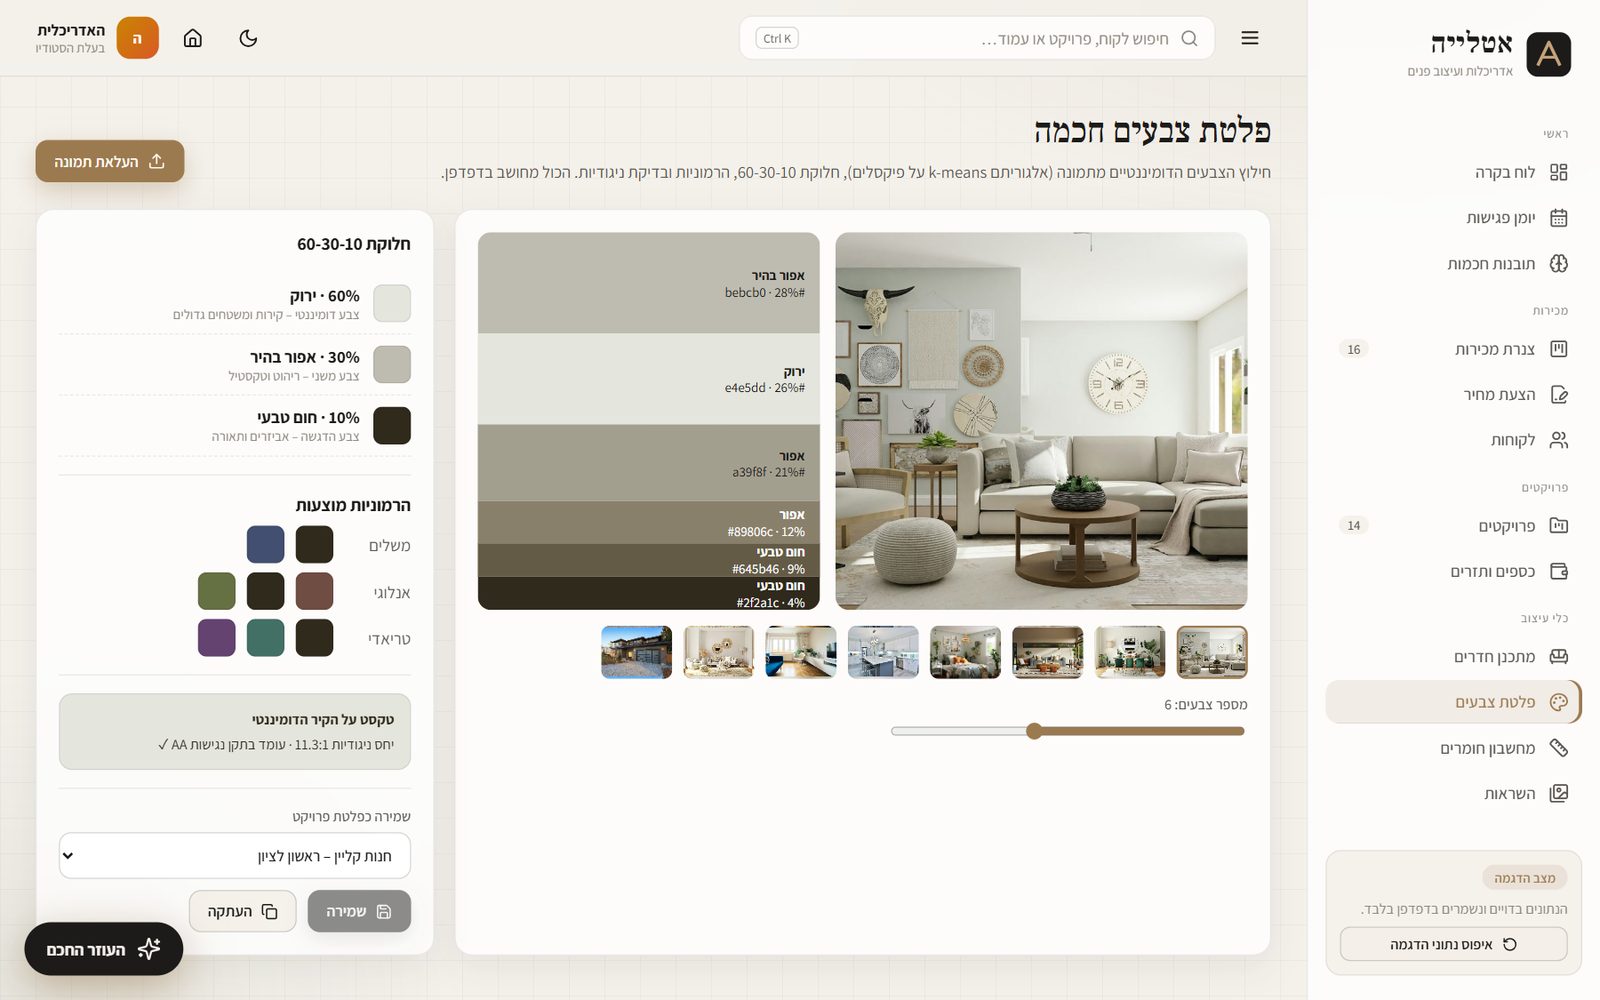 אטלייה
אדריכלות ועיצוב פנים
ראשי
לוח בקרה
יומן פגישות
תובנות חכמות
מכירות
צנרת מכירות
16
הצעת מחיר
לקוחות
פרויקטים
פרויקטים
14
כספים ותזרים
כלי עיצוב
מתכנן חדרים
פלטת צבעים
מחשבון חומרים
השראות
מצב הדגמה
הנתונים בדויים ונשמרים בדפדפן בלבד.
איפוס נתוני הדגמה
חיפוש לקוח, פרויקט או עמוד…
Ctrl K
ה
האדריכלית
בעלת הסטודיו
פלטת צבעים חכמה
חילוץ הצבעים הדומיננטיים מתמונה (אלגוריתם k-means על פיקסלים), חלוקת 60-30-10, הרמוניות ובדיקת ניגודיות. הכול מחושב בדפדפן.
העלאת תמונה
אפור בהיר
bebcb0 · 28%#
ירוק
e4e5dd · 26%#
אפור
a39f8f · 21%#
אפור
#89806c · 12%
חום טבעי
#645b46 · 9%
חום טבעי
#2f2a1c · 4%
מספר צבעים: 6
חלוקת 60-30-10
60% · ירוק
צבע דומיננטי – קירות ומשטחים גדולים
30% · אפור בהיר
צבע משני – ריהוט וטקסטיל
10% · חום טבעי
צבע הדגשה – אביזרים ותאורה
הרמוניות מוצעות
משלים
אנלוגי
טריאדי
טקסט על הקיר הדומיננטי
יחס ניגודיות 11.3:1 · עומד בתקן נגישות AA ✓
שמירה כפלטת פרויקט
חנות קליין – ראשון לציון
שמירה
העתקה
העוזר החכם